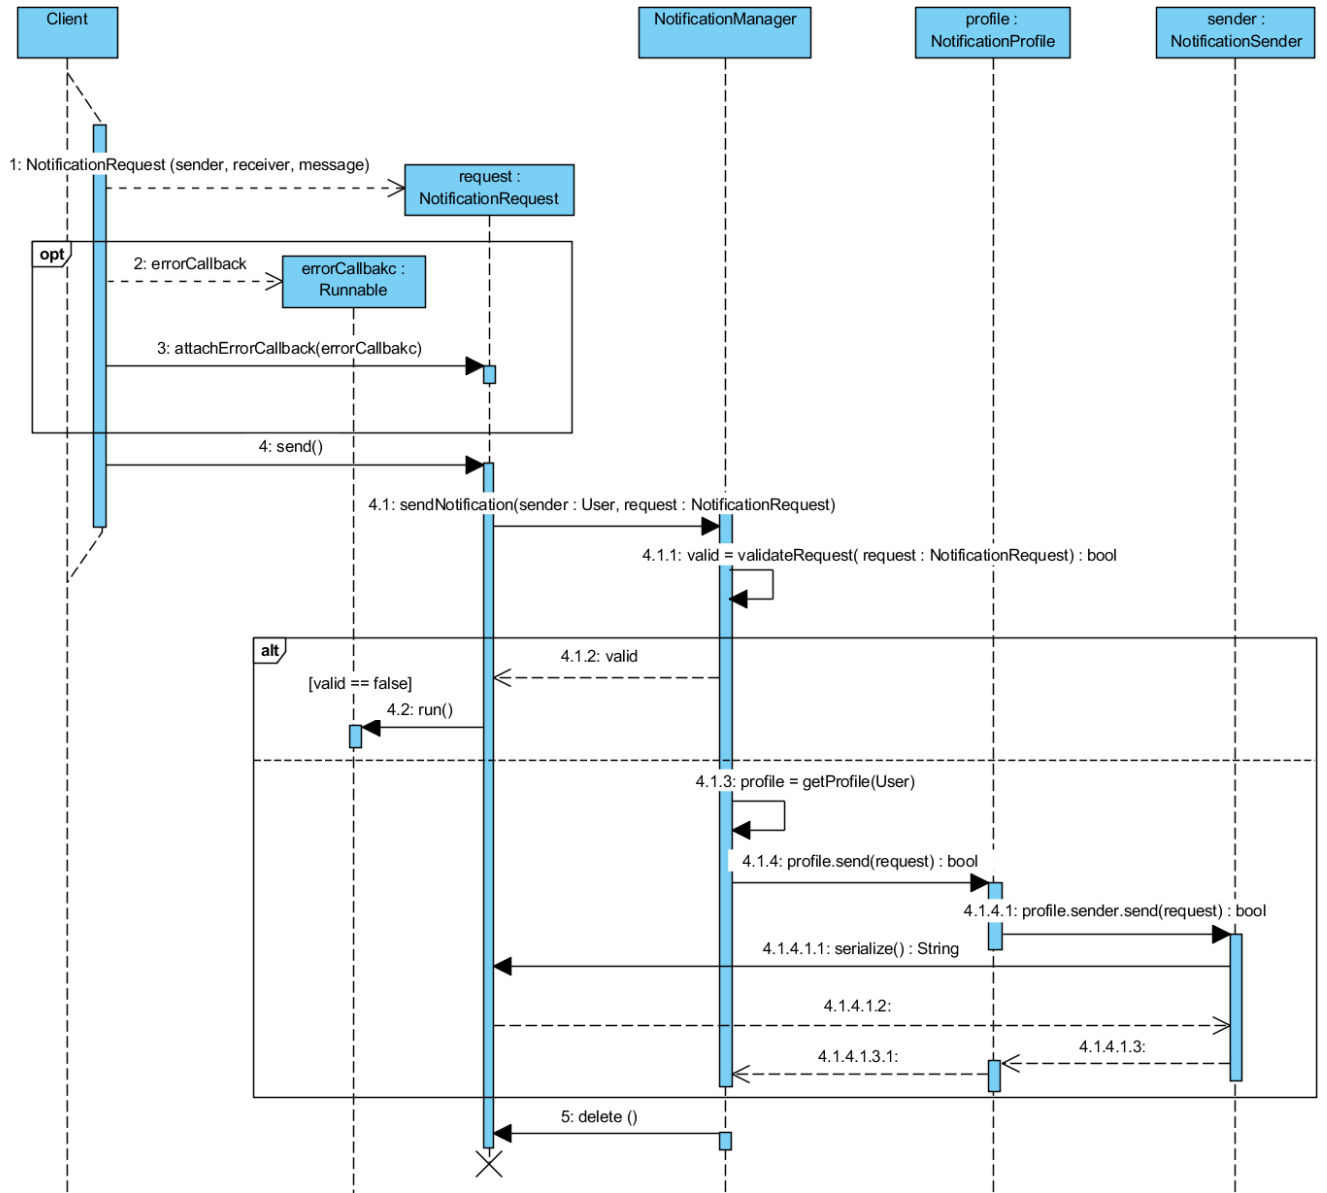 Client
NotificationManager
profile :
NotificationProfile
sender :
NotificationSender
1: NotificationRequest (sender, receiver, message)
request :
NotificationRequest
opt
2: errorCallback
errorCallbakc :
Runnable
3: attachErrorCallback(errorCallbakc)
4: send()
4.1: sendNotification(sender : User, request : NotificationRequest)
4.1.1: valid = validateRequest( request : NotificationRequest) : bool
alt
4.1.2: valid
[valid == false]
4.2: run()
4.1.3: profile = getProfile(User)
4.1.4: profile.send(request) : bool
4.1.4.1: profile.sender.send(request) : bool
4.1.4.1.1: serialize() : String
4.1.4.1.2:
4.1.4.1.3:
4.1.4.1.3.1:
5: delete ()